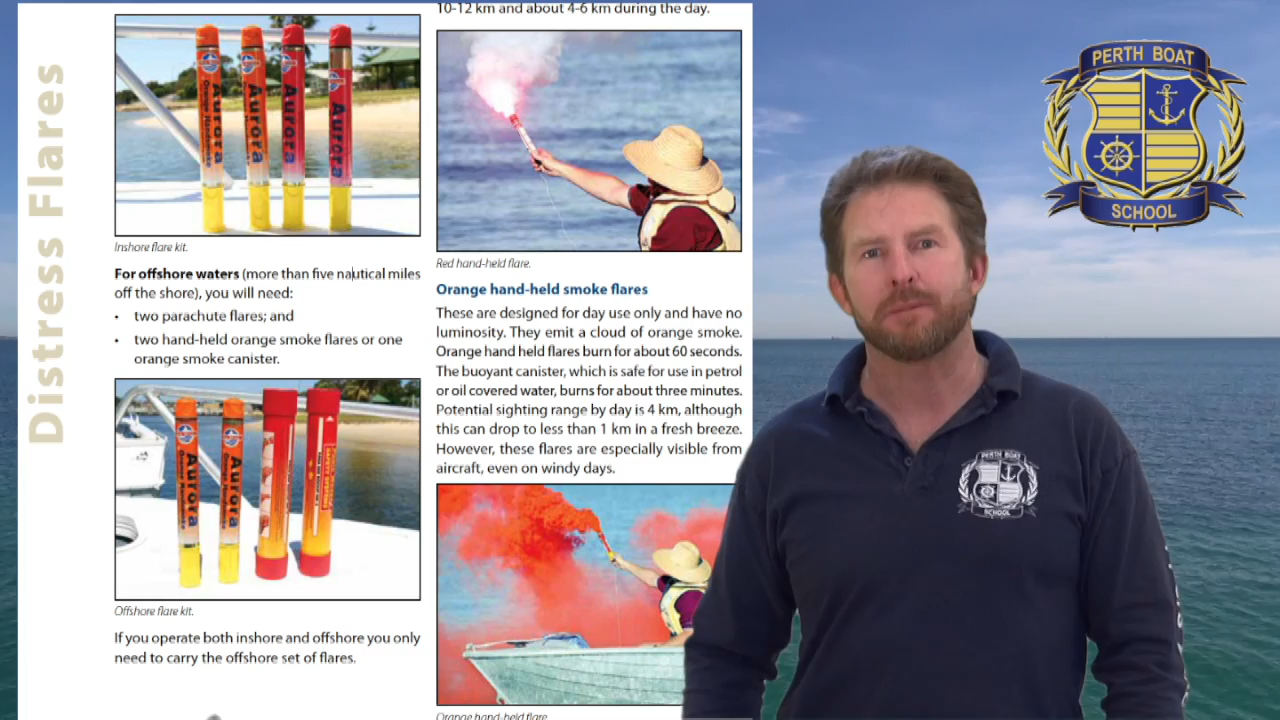 Distress Flares
Aurora
Orange Handsmoke
Aurora
Aurora
Aurora
Inshore flare kit.
For offshore waters (more than five nautical miles
off the shore), you will need:
• two parachute flares; and
• two hand-held orange smoke flares or one
orange smoke canister.
Aurora
Aurora
Offshore flare kit.
If you operate both inshore and offshore you only
need to carry the offshore set of flares.
10-12 km and about 4-6 km during the day.
Red hand-held flare.
Orange hand-held smoke flares
These are designed for day use only and have no
luminosity. They emit a cloud of orange smoke.
Orange hand held flares burn for about 60 seconds.
The buoyant canister, which is safe for use in petrol
or oil covered water, burns for about three minutes.
Potential sighting range by day is 4 km, although
this can drop to less than 1 km in a fresh breeze.
However, these flares are especially visible from
aircraft, even on windy days.
Orange hand-held flare.
PERTH BOAT
SCHOOL
PERTH BOAT
SCHOOL